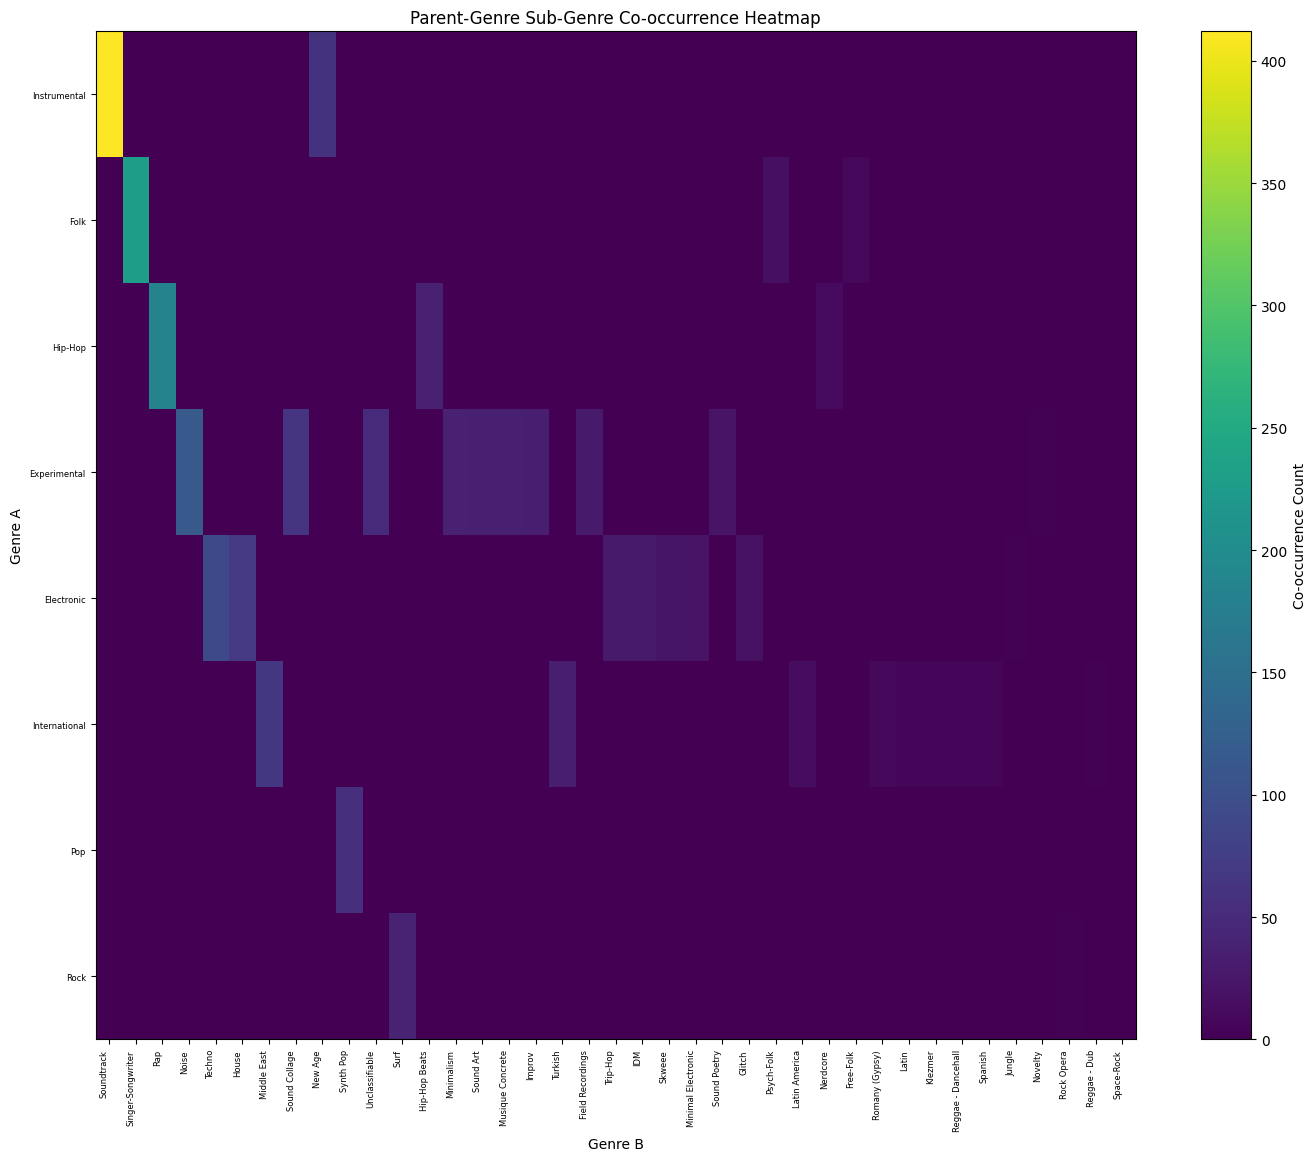 Parent-Genre Sub-Genre Co-occurrence Heatmap
Genre A
Instrumental
Folk
Hip-Hop
Experimental
Electronic
International
Pop
Rock
Soundtrack
Singer-Songwriter
Rap
Noise
Techno
House
Middle East
Sound Collage
New Age
Synth Pop
Unclassifiable
Surf
Hip-Hop Beats
Minimalism
Sound Art
Musique Concrete
Improv
Turkish
Field Recordings
Trip-Hop
IDM
Skweee
Minimal Electronic
Sound Poetry
Glitch
Psych-Folk
Latin America
Nerdcore
Free-Folk
Romany (Gypsy)
Latin
Klezmer
Reggae - Dancehall
Spanish
Jungle
Novelty
Rock Opera
Reggae - Dub
Space-Rock
Genre B
400
350
300
250
200
150
100
50
0
Co-occurrence Count